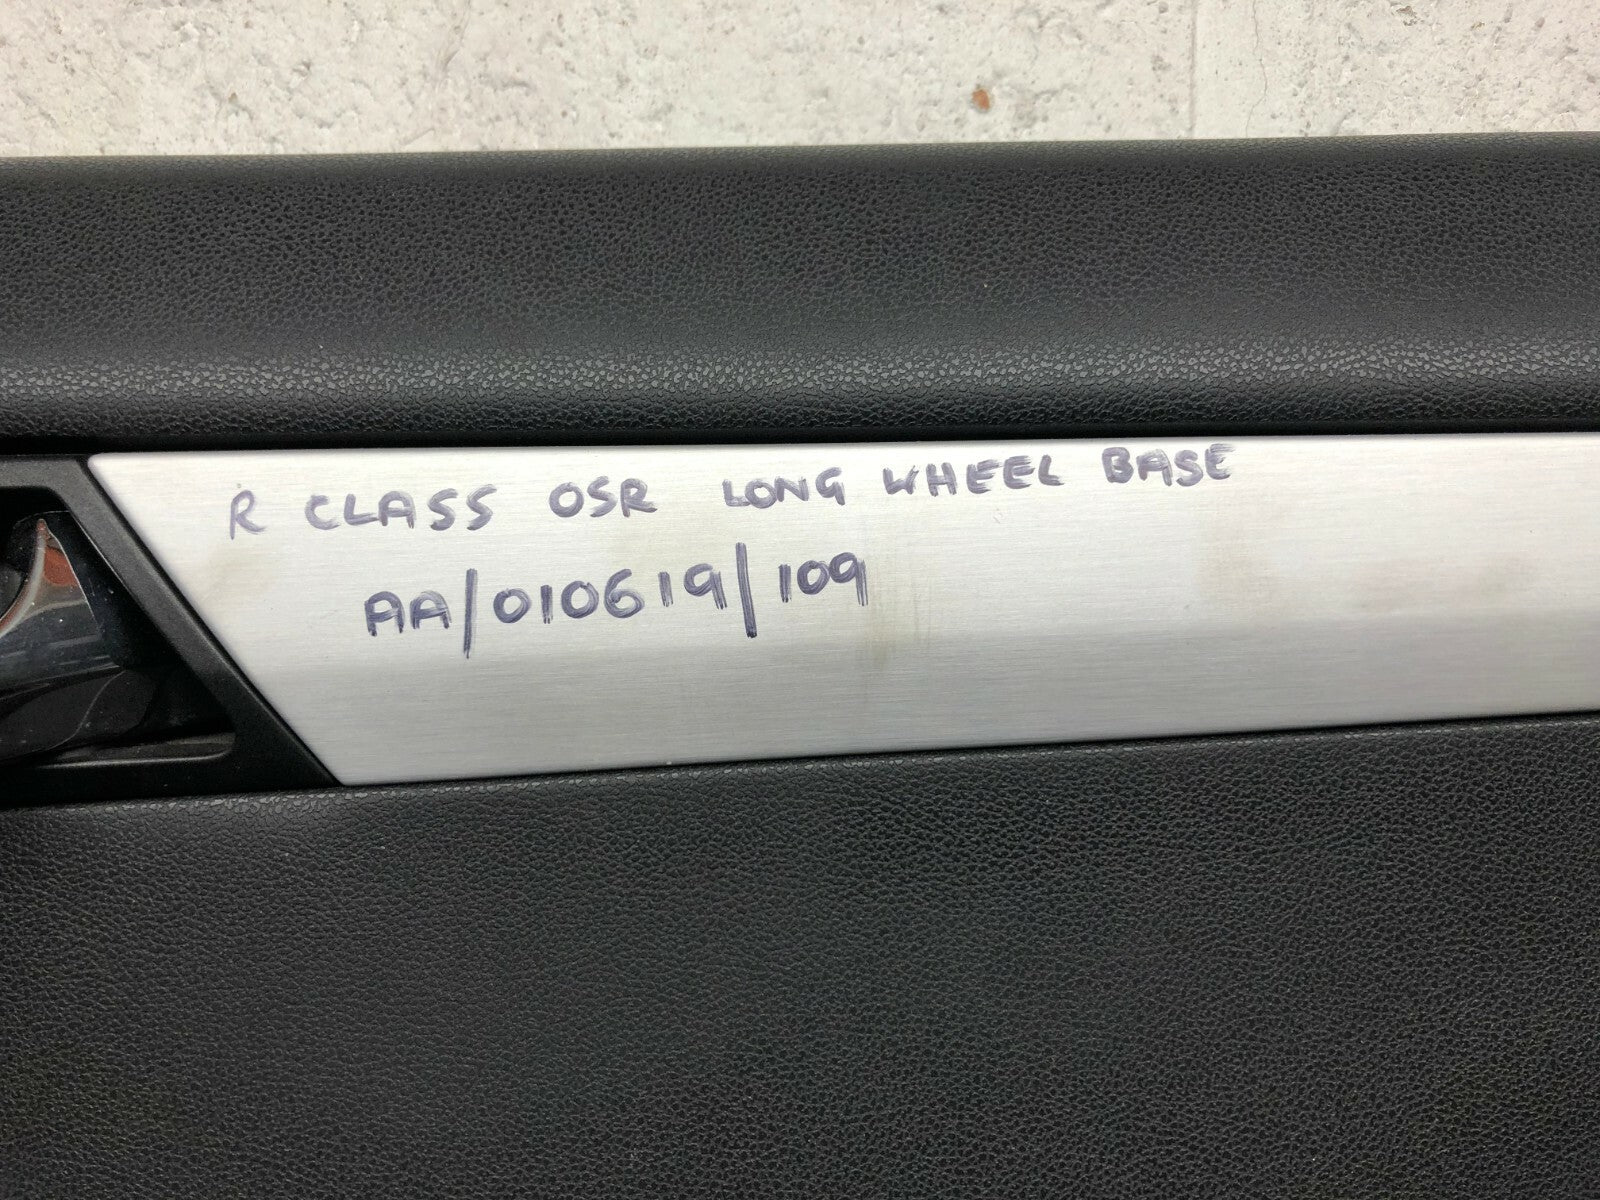 R CLASS OSR LONG WHEEL BASE
AA/010619/109